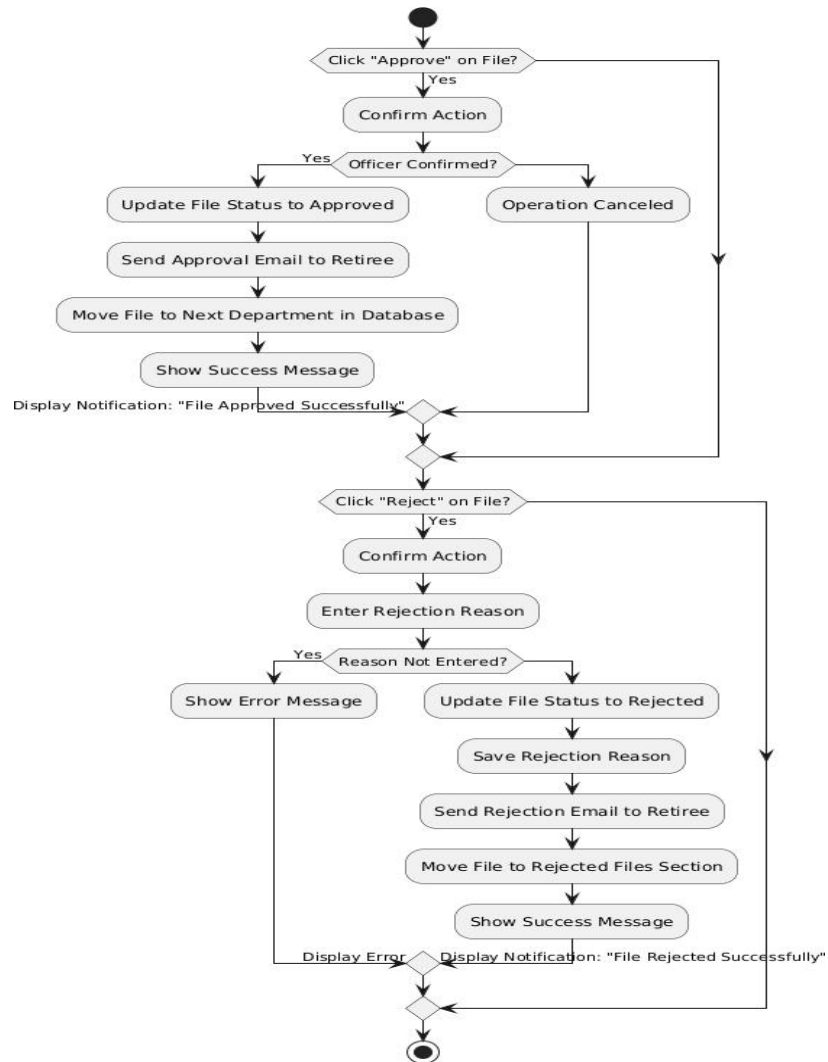 Click "Approve" on File?
Yes
Confirm Action
Yes
Officer Confirmed?
Update File Status to Approved
Operation Canceled
Send Approval Email to Retiree
Move File to Next Department in Database
Show Success Message
Display Notification: "File Approved Successfully"
Click "Reject" on File?
Yes
Confirm Action
Enter Rejection Reason
Yes
Reason Not Entered?
Show Error Message
Update File Status to Rejected
Save Rejection Reason
Send Rejection Email to Retiree
Move File to Rejected Files Section
Show Success Message
Display Error
Display Notification: "File Rejected Successfully"